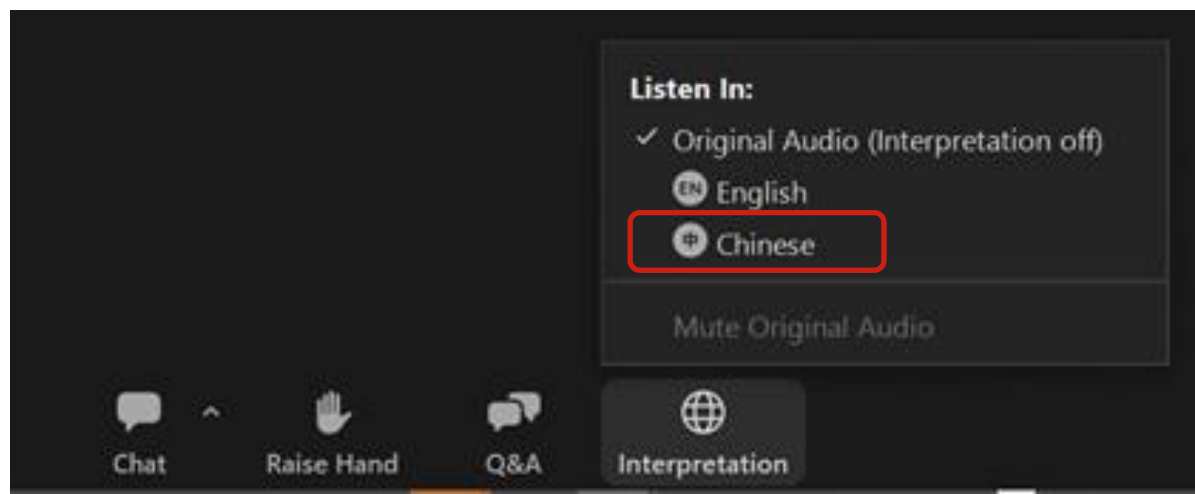 Listen In:
Original Audio (Interpretation off)
EN English
中 Chinese
Mute Original Audio
Chat Raise Hand Q&A Interpretation